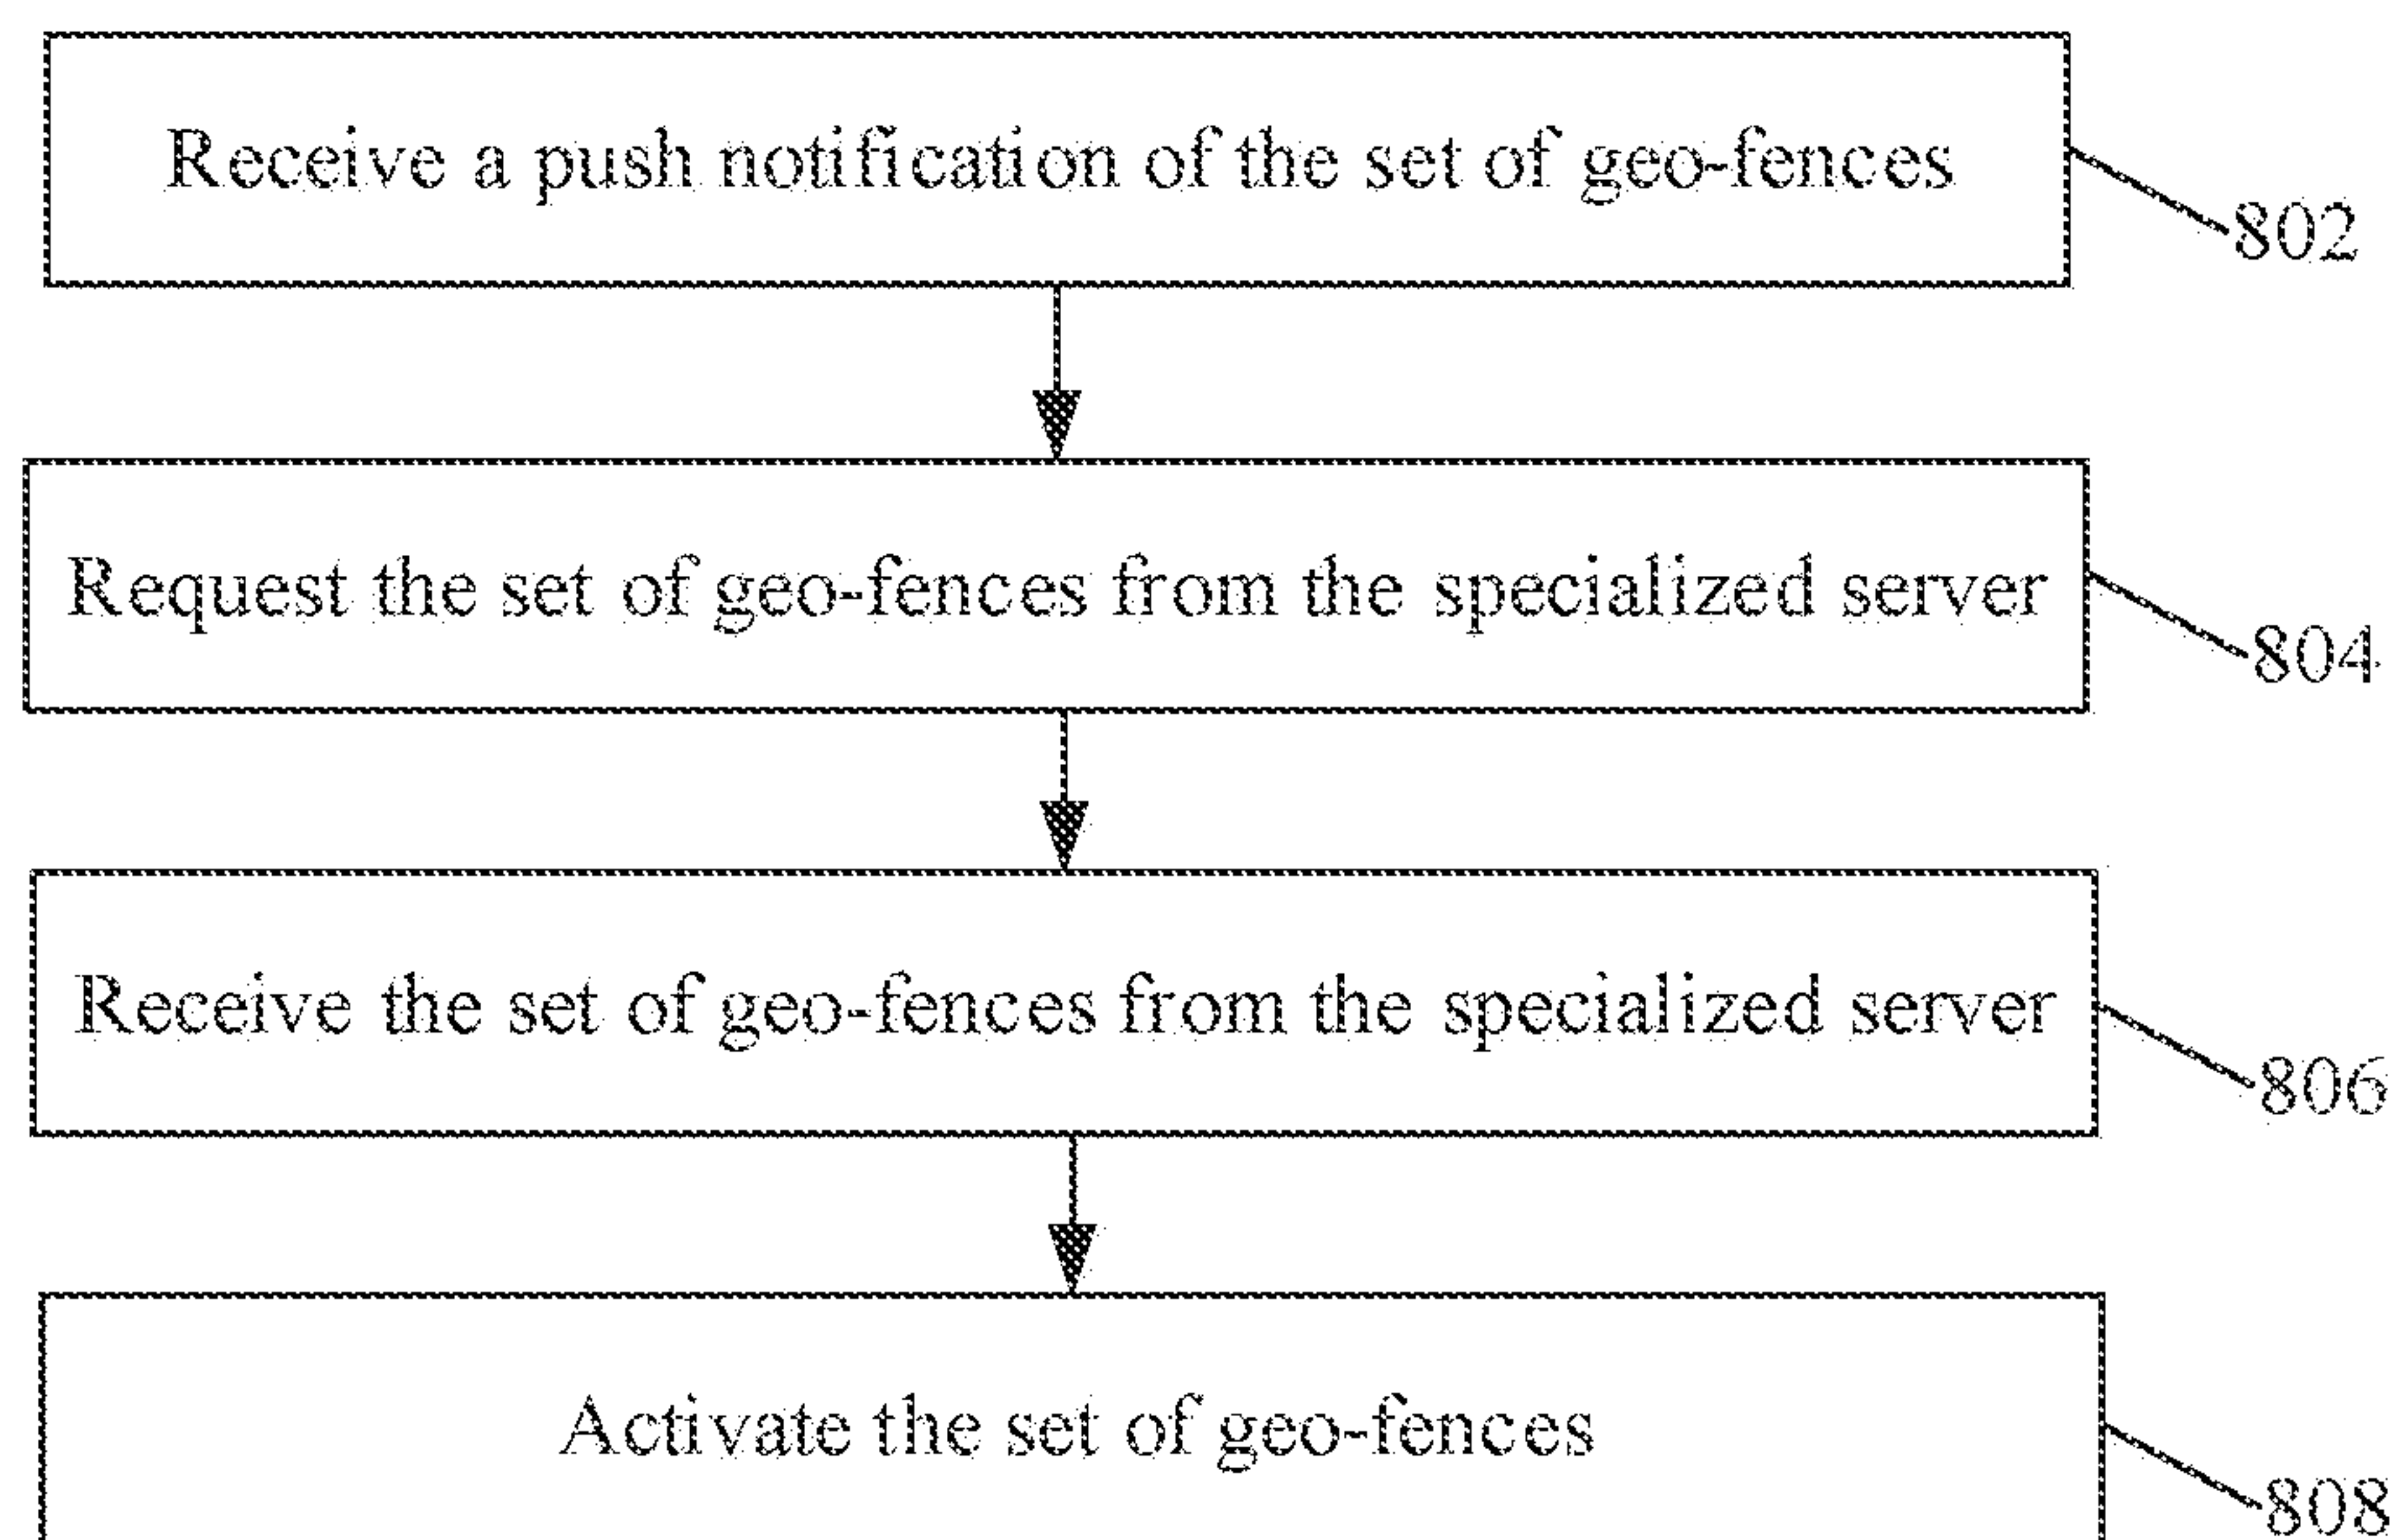 Receive a push notification of the set of geo-fences
802
Request the set of geo-fences from the specialized server
804
Receive the set of geo-fences from the specialized server
806
Activate the set of geo-fences
808